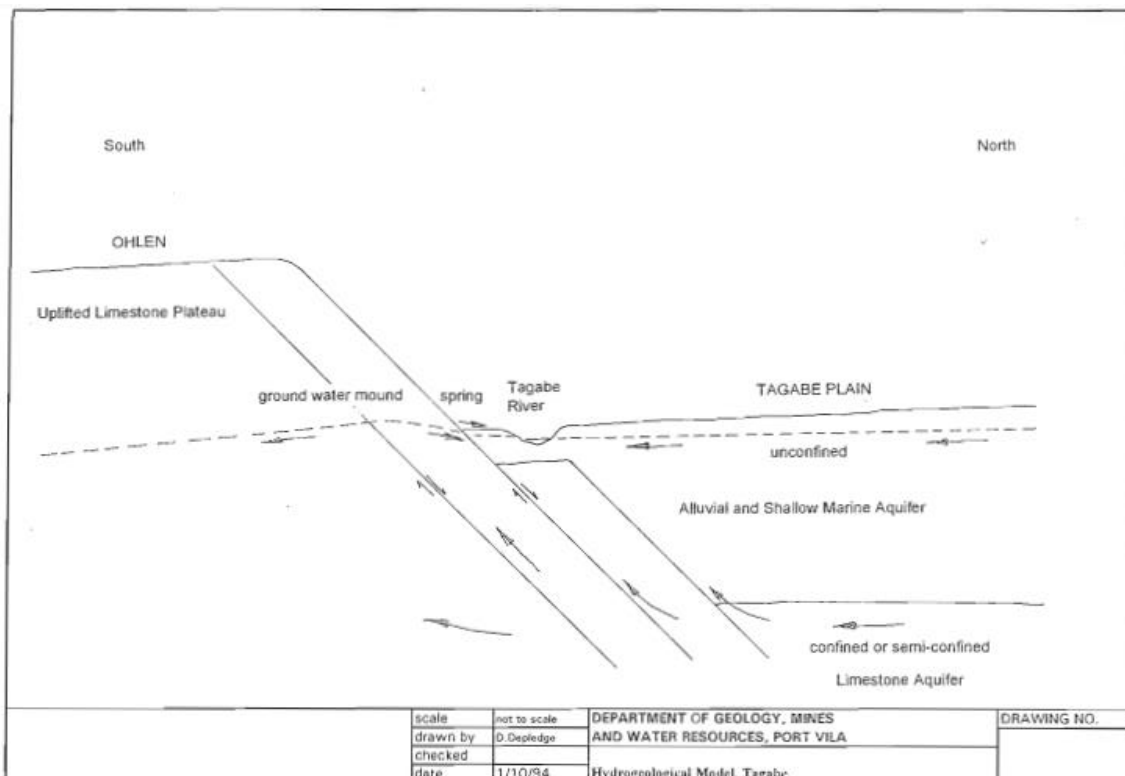 South
North
OHLEN
Uplifted Limestone Plateau
ground water mound
spring
Tagabe
River
TAGABE PLAIN
unconfined
Alluvial and Shallow Marine Aquifer
confined or semi-confined
Limestone Aquifer
scale not to scale
drawn by D.Depledge
checked
date 1/10/94
DEPARTMENT OF GEOLOGY, MINES
AND WATER RESOURCES, PORT VILA
Hydrogeological Model, Tagabe
DRAWING NO.